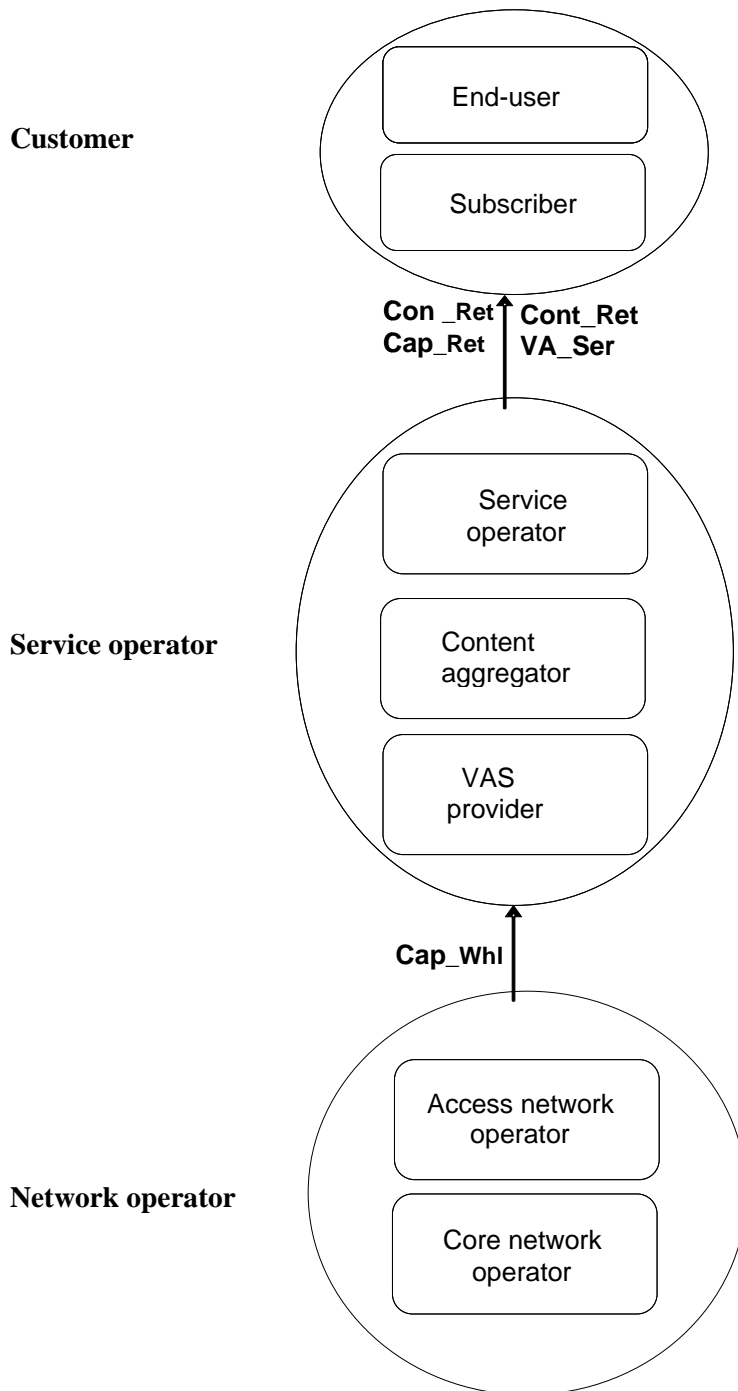 End-user
Customer
Subscriber
Con _Ret
Cap_Ret
Cont_Ret
VA_Ser
Service
operator
Service operator
Content
aggregator
VAS
provider
Cap_Whl
Access network
operator
Network operator
Core network
operator